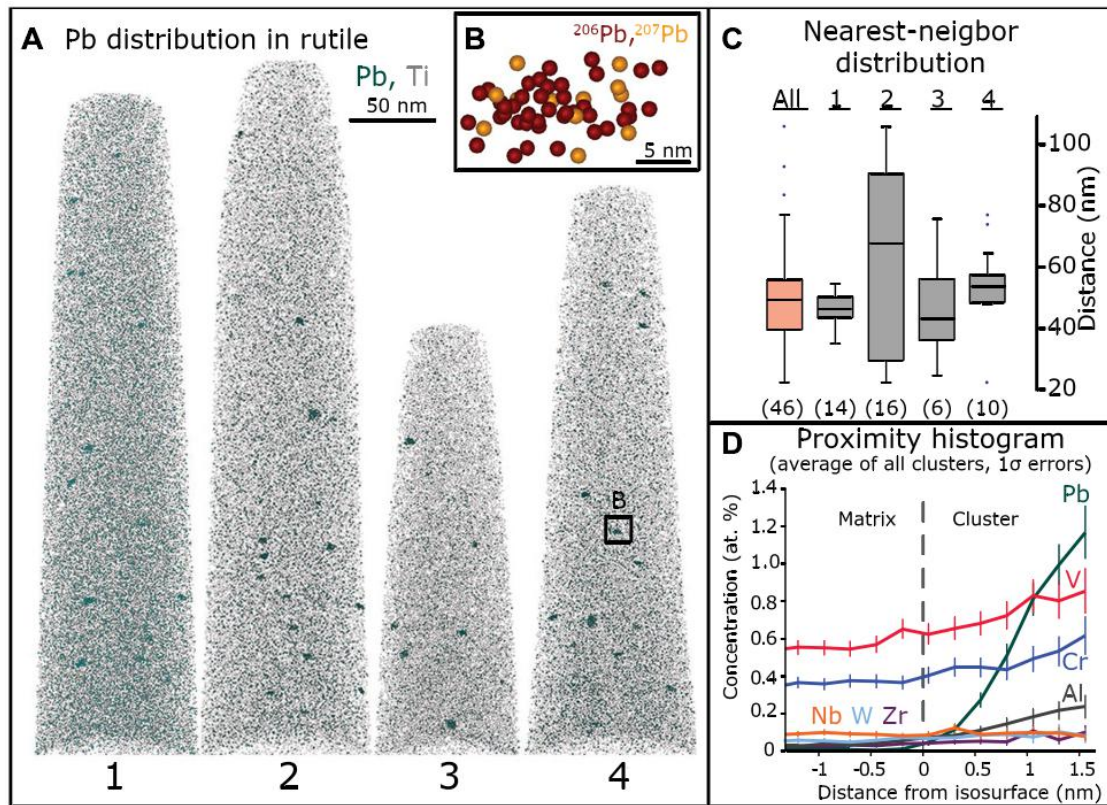 A Pb distribution in rutile
Pb, Ti
50 nm
B
1
2
3
4
B ²⁰⁶Pb,²⁰⁷Pb
5 nm
C Nearest-neigbor
distribution
All 1 2 3 4
100
80
60
40
20
Distance (nm)
(46) (14) (16) (6) (10)
D Proximity histogram
(average of all clusters, 1σ errors)
Concentration (at. %)
1.4
1.2
1.0
0.8
0.6
0.4
0.2
0
Matrix Cluster
Pb
V
Cr
Al
Nb W Zr
-1 -0.5 0 0.5 1 1.5
Distance from isosurface (nm)